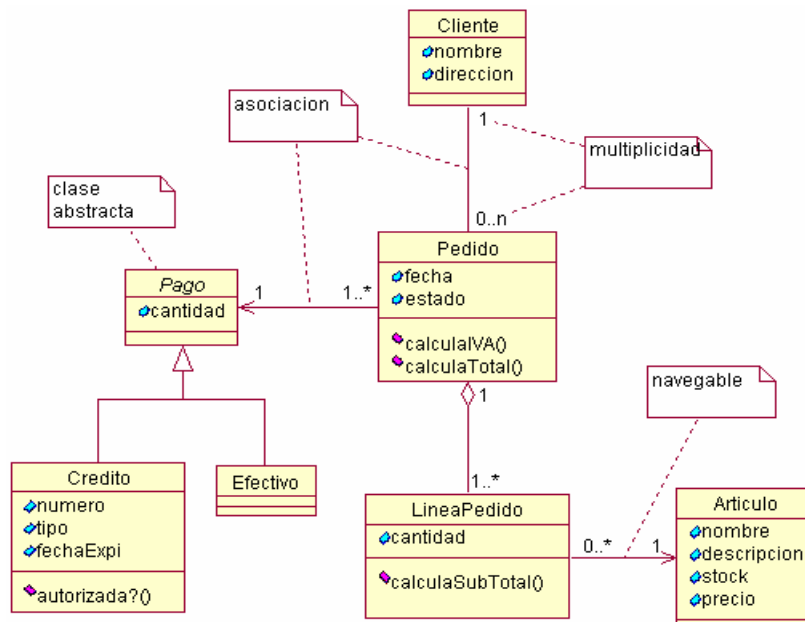 Cliente
nombre
direccion
asociacion
1
multiplicidad
clase
abstracta
0..n
Pedido
fecha
estado
calculaIVA()
calculaTotal()
Pago
cantidad
1
1..*
navegable
1
1..*
Credito
numero
tipo
fechaExpi
autorizada?()
Efectivo
LineaPedido
cantidad
calculaSubTotal()
0..*
1
Articulo
nombre
descripcion
stock
precio